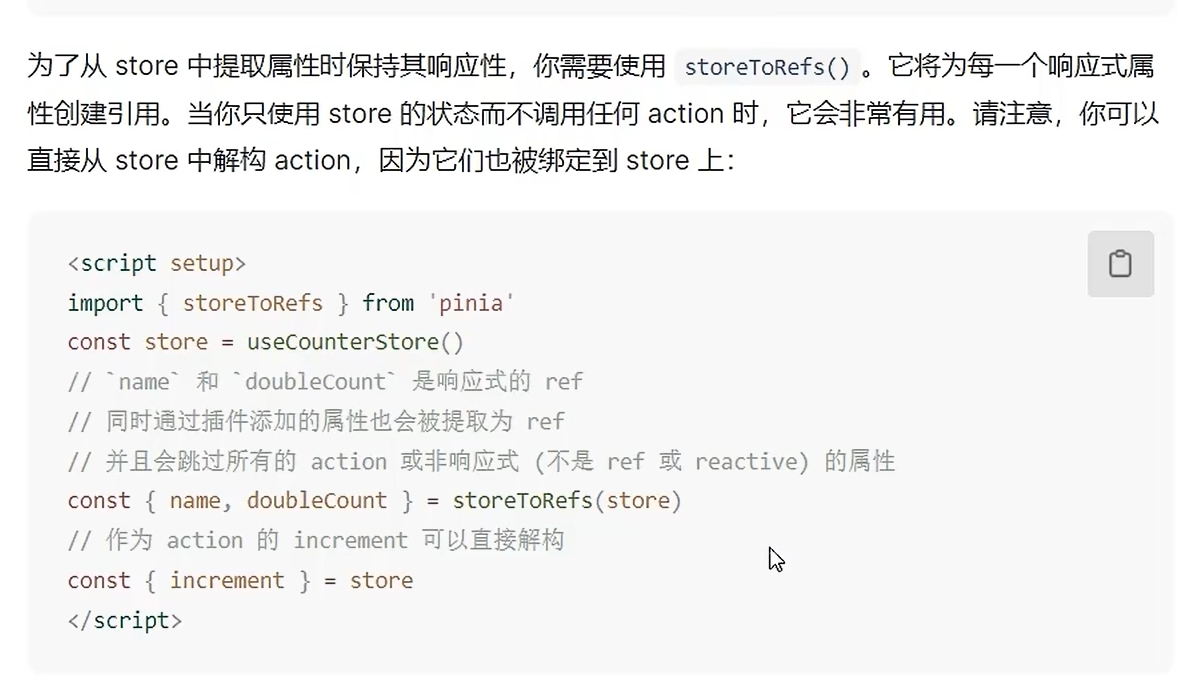 为了从 store 中提取属性时保持其响应性，你需要使用 storeToRefs() 。它将为每一个响应式属
性创建引用。当你只使用 store 的状态而不调用任何 action 时，它会非常有用。请注意，你可以
直接从 store 中解构 action，因为它们也被绑定到 store 上：
<script setup>
import { storeToRefs } from 'pinia'
const store = useCounterStore()
// `name` 和 `doubleCount` 是响应式的 ref
// 同时通过插件添加的属性也会被提取为 ref
// 并且会跳过所有的 action 或非响应式 (不是 ref 或 reactive) 的属性
const { name, doubleCount } = storeToRefs(store)
// 作为 action 的 increment 可以直接解构
const { increment } = store
</script>